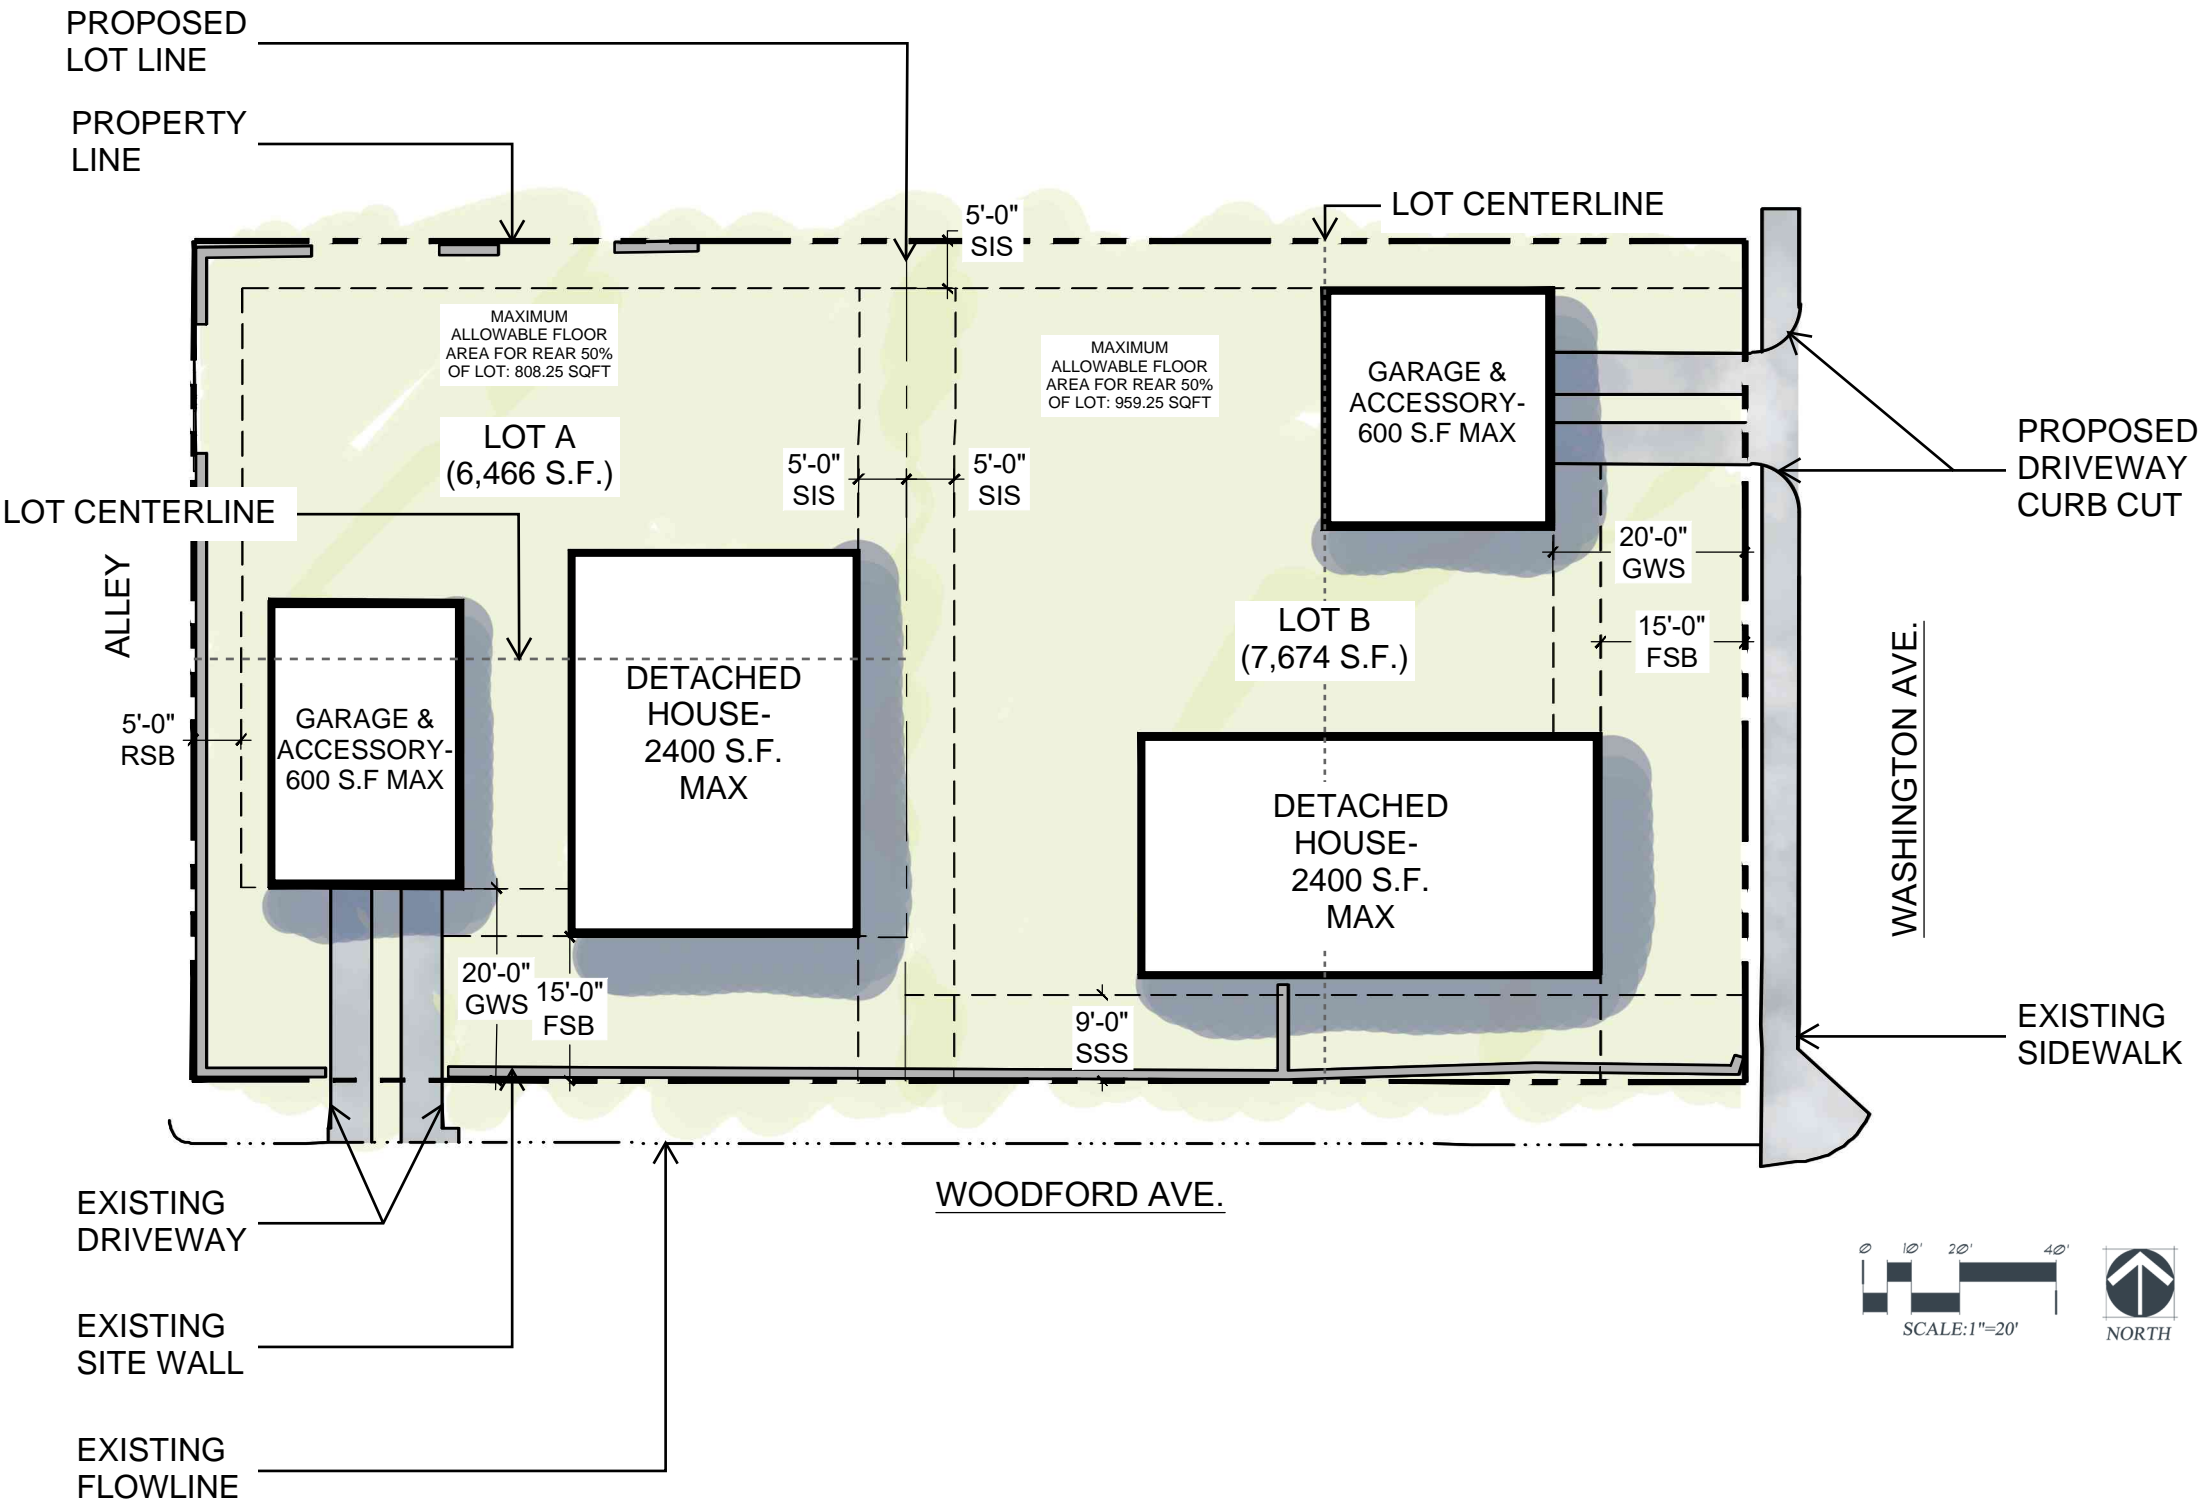 PROPOSED
LOT LINE
PROPERTY
LINE
5'-0"
SIS
LOT CENTERLINE
MAXIMUM
ALLOWABLE FLOOR
AREA FOR REAR 50%
OF LOT: 808.25 SQFT
MAXIMUM
ALLOWABLE FLOOR
AREA FOR REAR 50%
OF LOT: 959.25 SQFT
GARAGE &
ACCESSORY-
600 S.F MAX
LOT A
(6,466 S.F.)
5'-0"
SIS
5'-0"
SIS
PROPOSED
DRIVEWAY
CURB CUT
LOT CENTERLINE
20'-0"
GWS
ALLEY
LOT B
(7,674 S.F.)
15'-0"
FSB
WASHINGTON AVE.
DETACHED
HOUSE-
2400 S.F.
MAX
5'-0"
RSB
GARAGE &
ACCESSORY-
600 S.F MAX
DETACHED
HOUSE-
2400 S.F.
MAX
20'-0"
GWS
15'-0"
FSB
9'-0"
SSS
EXISTING
SIDEWALK
WOODFORD AVE.
EXISTING
DRIVEWAY
0 10' 20' 40'
SCALE:1"=20'
NORTH
EXISTING
SITE WALL
EXISTING
FLOWLINE